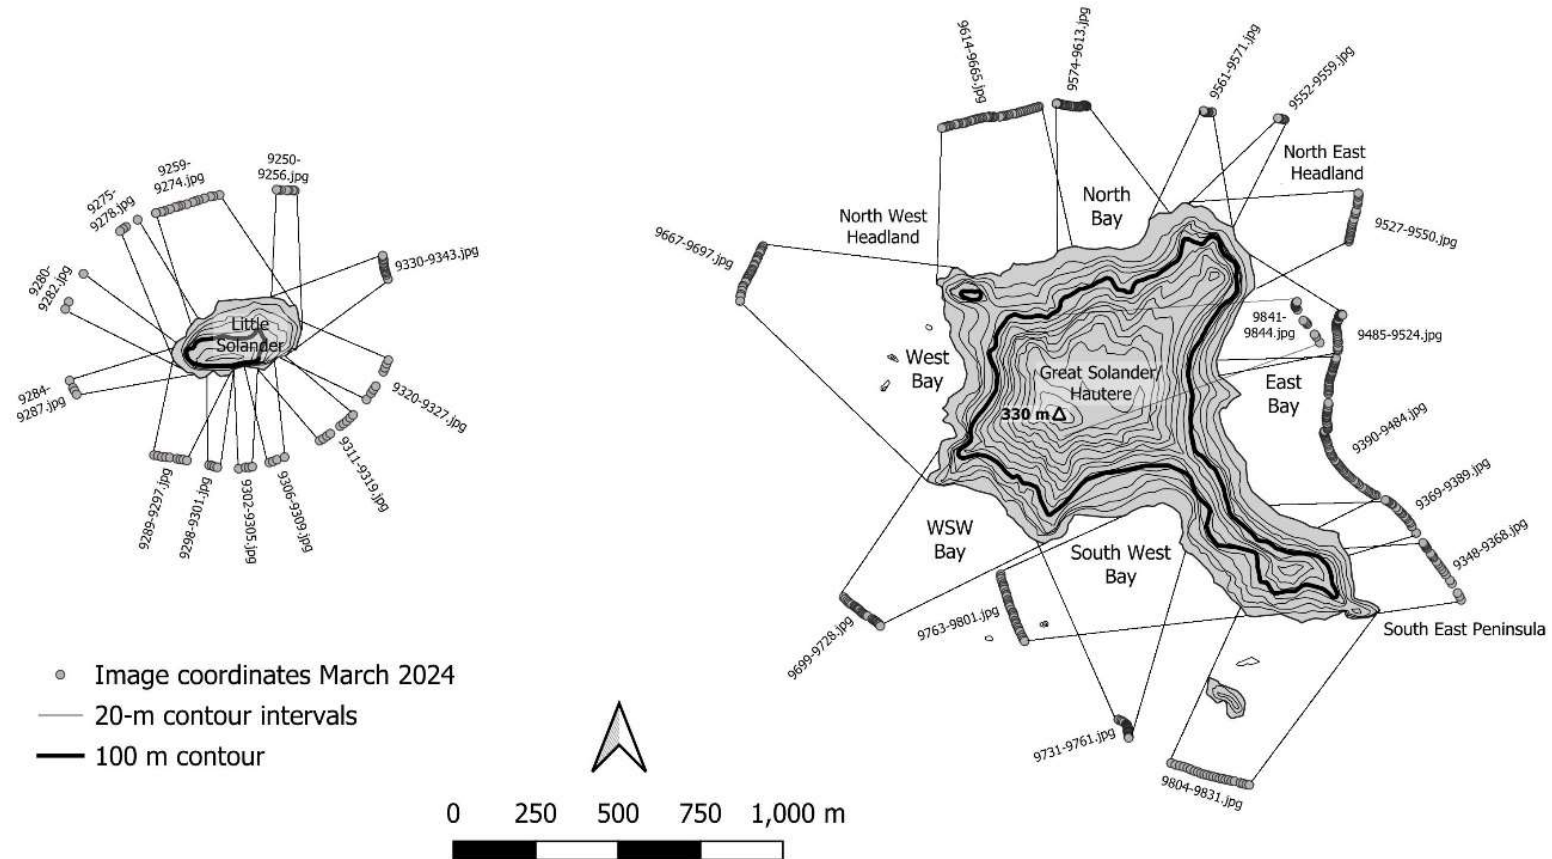 9614-9665.jpg
9574-9613.jpg
9561-9571.jpg
9552-9559.jpg
North East
Headland
North
Bay
North West
Headland
9667-9697.jpg
9527-9550.jpg
9259-
9274.jpg
9250-
9256.jpg
9275-
9278.jpg
9280-
9282.jpg
9330-9343.jpg
Little
Solander
9284-
9287.jpg
9320-9327.jpg
9311-9319.jpg
9289-9297.jpg
9298-9301.jpg
9302-9305.jpg
9306-9309.jpg
9841-
9844.jpg
9485-9524.jpg
West
Bay
Great Solander/
Hautere
330 m
East
Bay
9390-9484.jpg
9369-9389.jpg
9348-9368.jpg
WSW
Bay
South West
Bay
9763-9801.jpg
9699-9728.jpg
South East Peninsula
9731-9761.jpg
9804-9831.jpg
Image coordinates March 2024
20-m contour intervals
100 m contour
0 250 500 750 1,000 m